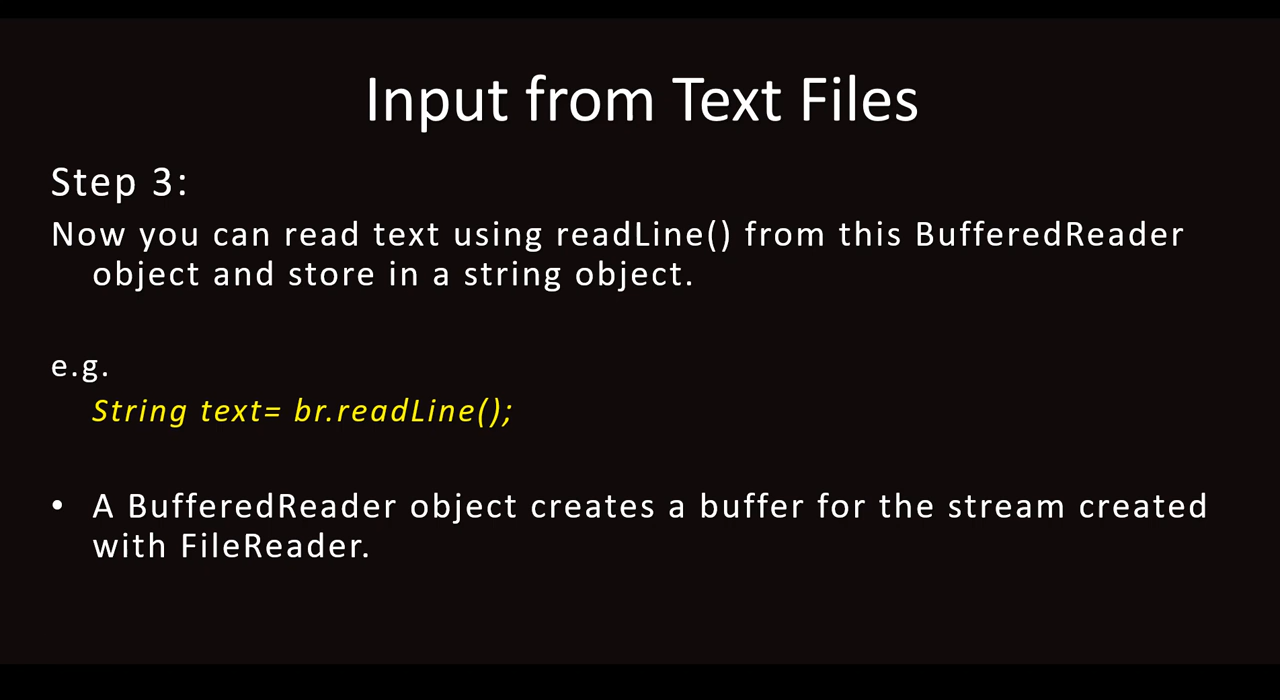 Input from Text Files
Step 3:
Now you can read text using readLine() from this BufferedReader
object and store in a string object.
e.g.
String text= br.readLine();
• A BufferedReader object creates a buffer for the stream created
with FileReader.